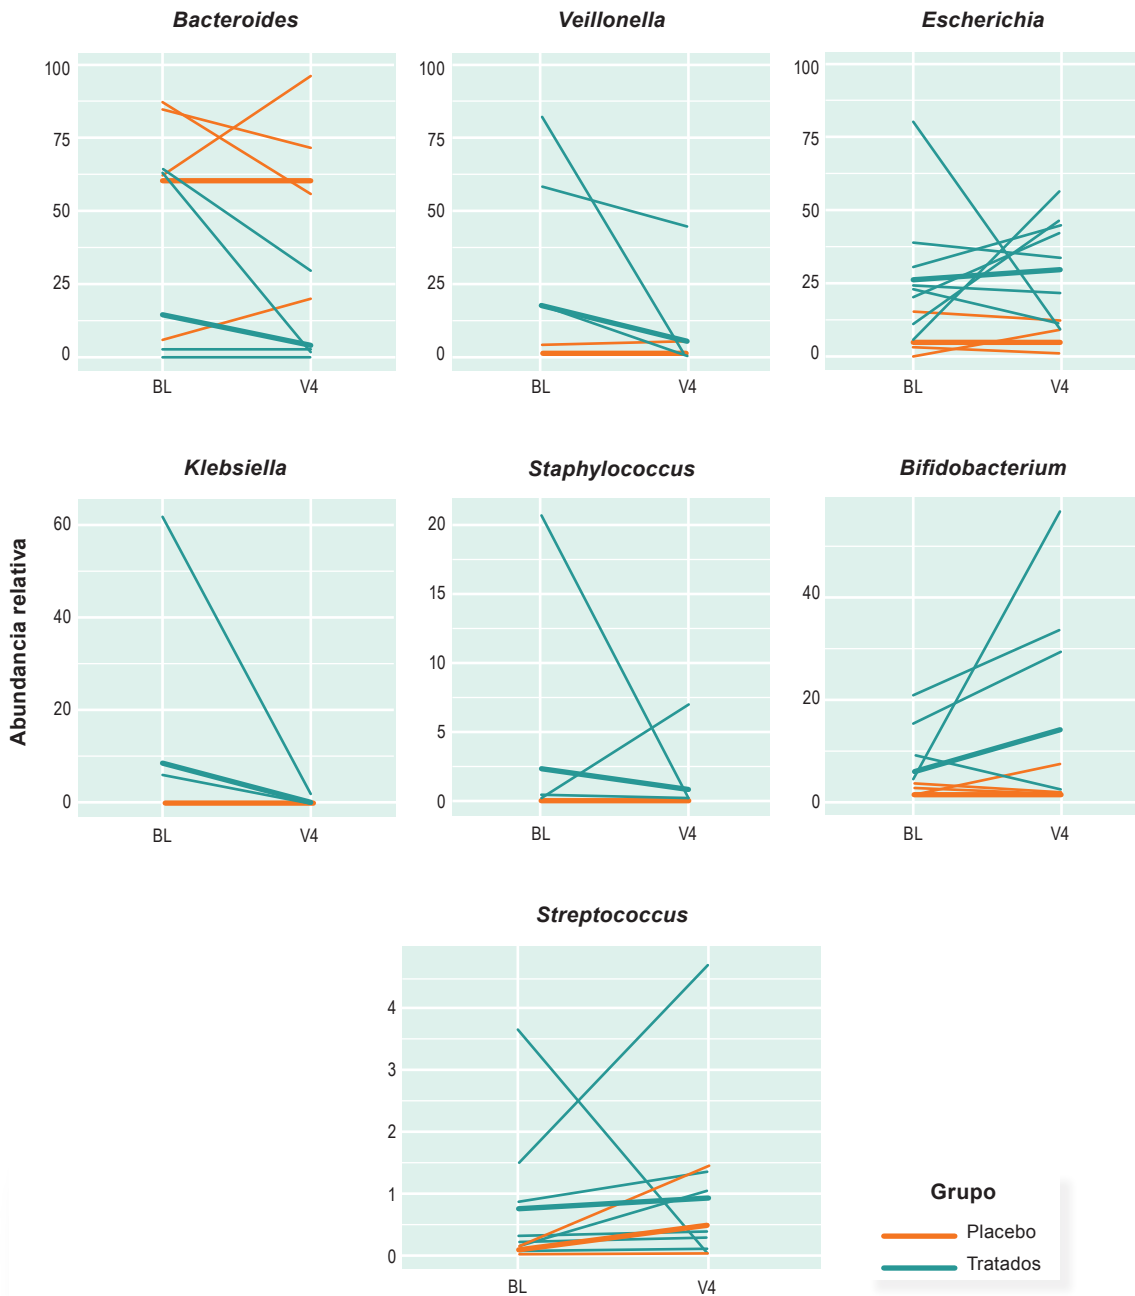 Bacteroides
Veillonella
Escherichia
100
75
50
25
0
BL
V4
100
75
50
25
0
BL
V4
100
75
50
25
0
BL
V4
Abundancia relativa
Klebsiella
Staphylococcus
Bifidobacterium
60
40
20
0
BL
V4
20
15
10
5
0
BL
V4
40
20
0
BL
V4
Streptococcus
4
3
2
1
0
BL
V4
Grupo
Placebo
Tratados